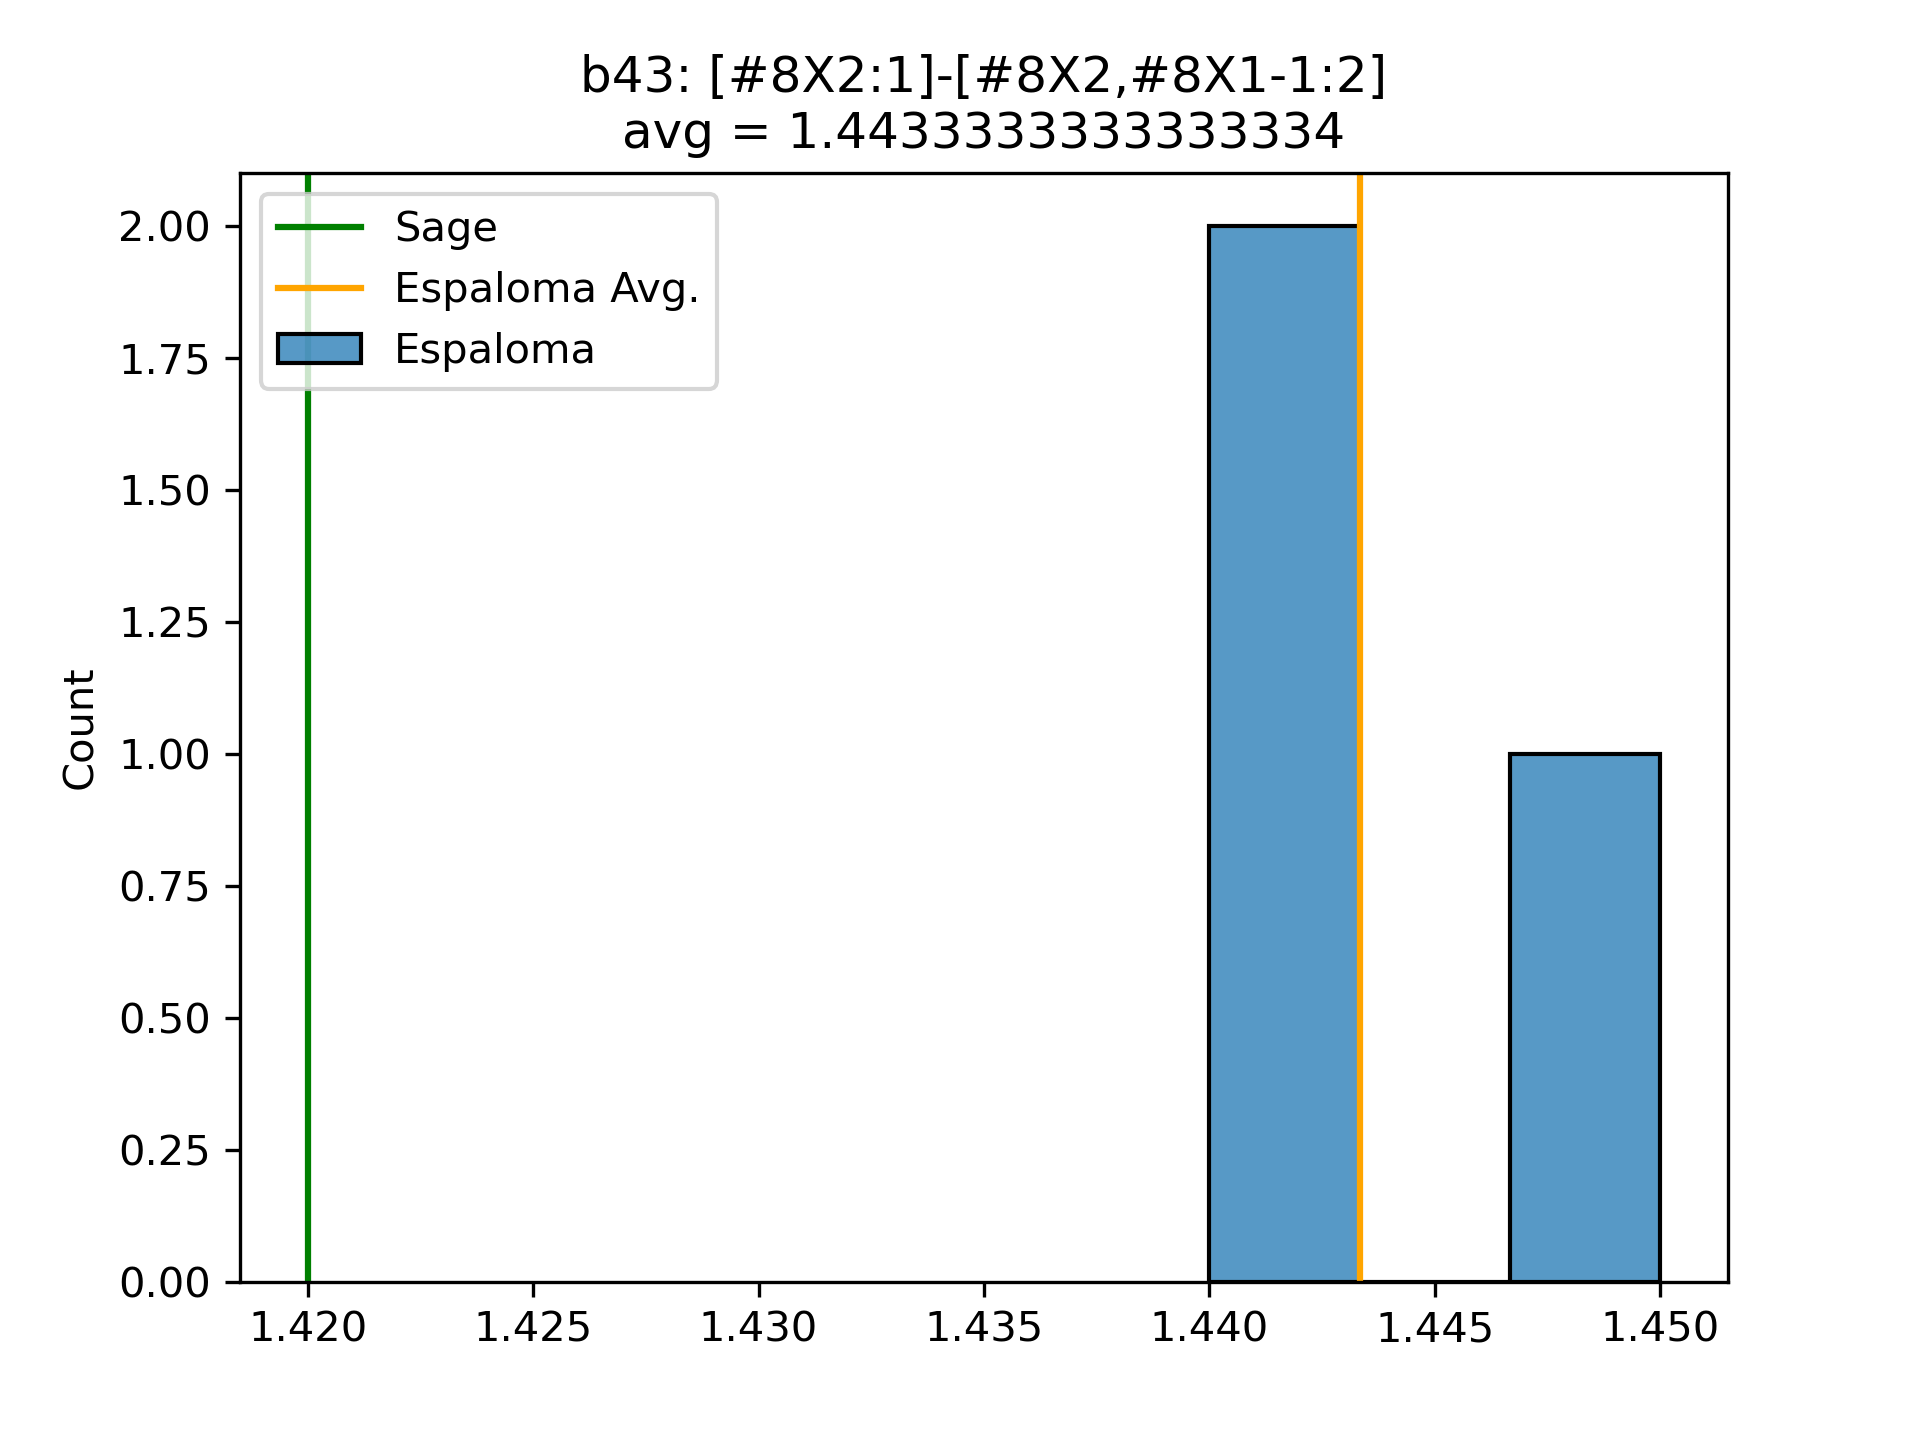 b43: [#8X2:1]-[#8X2,#8X1-1:2]
avg = 1.4433333333333334
Sage
Espaloma Avg.
Espaloma
2.00
1.75
1.50
1.25
1.00
0.75
0.50
0.25
0.00
Count
1.420 1.425 1.430 1.435 1.440 1.445 1.450